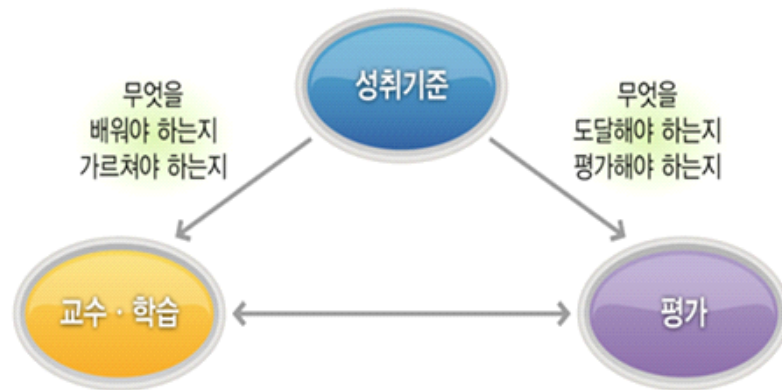 성취기준
무엇을
배워야 하는지
가르쳐야 하는지
무엇을
도달해야 하는지
평가해야 하는지
교수 · 학습
평가